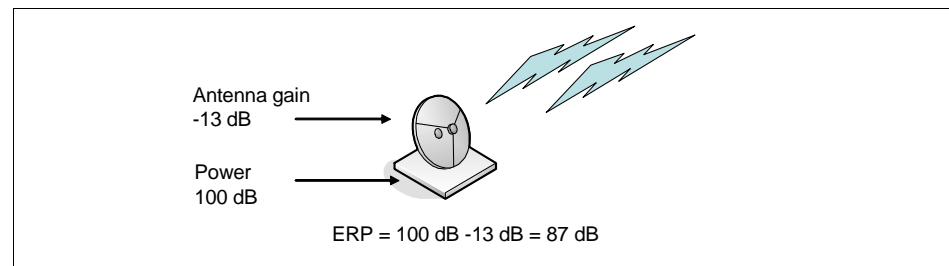 Antenna gain
-13 dB
Power
100 dB
ERP = 100 dB -13 dB = 87 dB